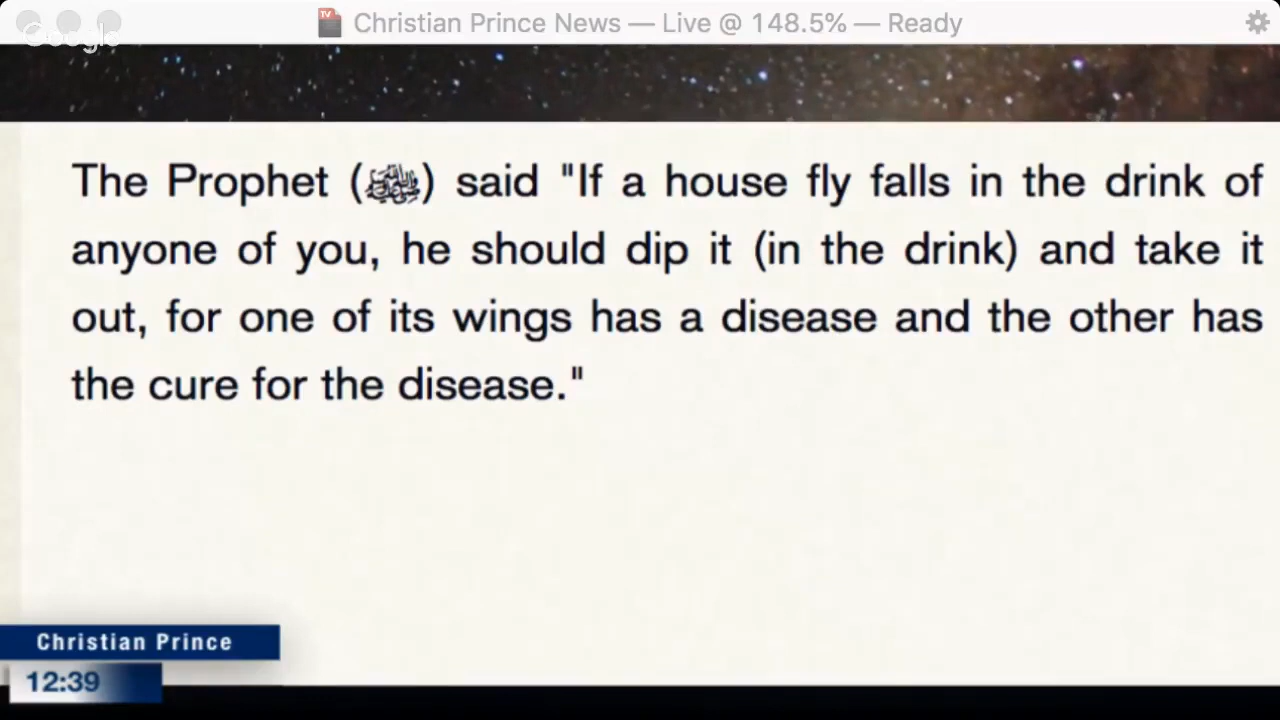 Google
Christian Prince News — Live @ 148.5% — Ready
The Prophet (ﷺ) said "If a house fly falls in the drink of
anyone of you, he should dip it (in the drink) and take it
out, for one of its wings has a disease and the other has
the cure for the disease."
Christian Prince
12:39